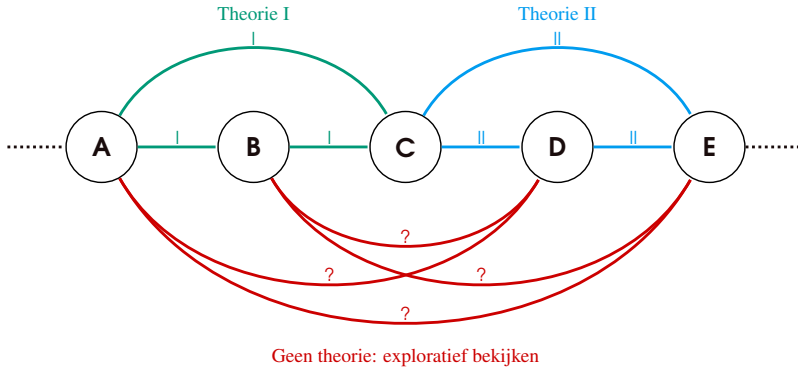 Theorie I
Theorie II
I
II
A
I
B
I
C
II
D
II
E
?
?
?
?
Geen theorie: exploratief bekijken